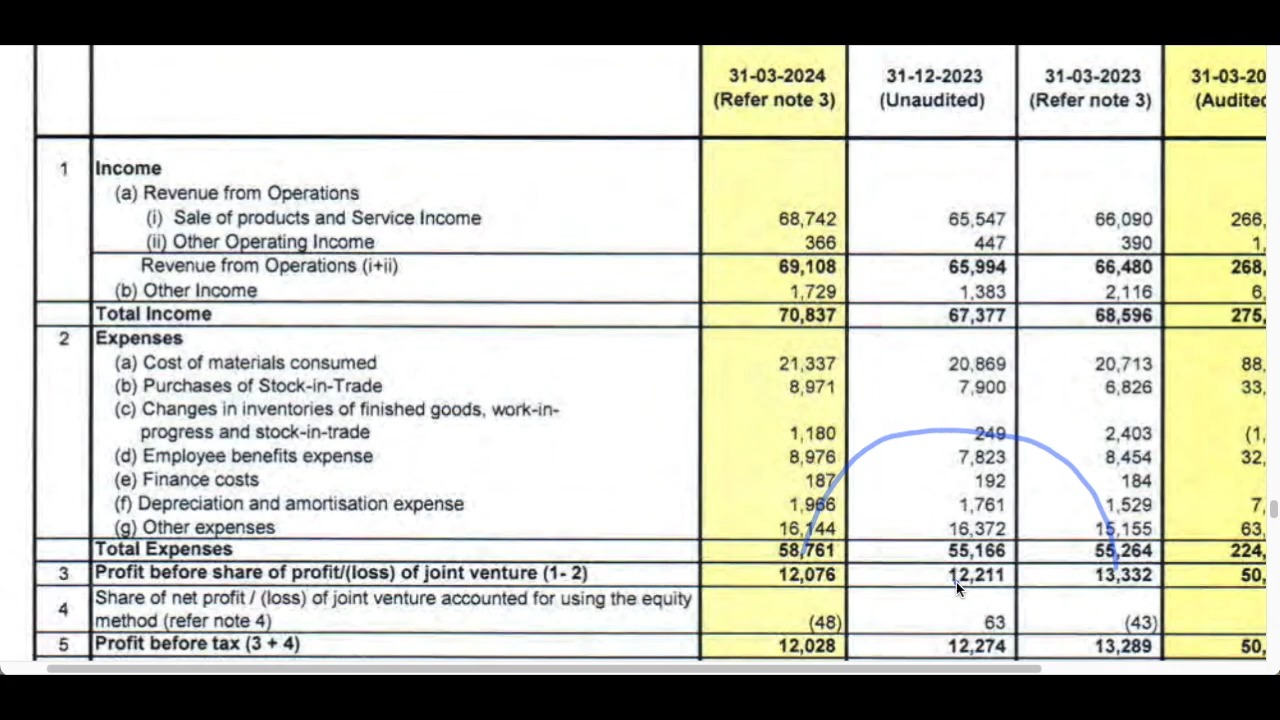 31-03-2024 31-12-2023 31-03-2023 31-03-20
(Refer note 3) (Unaudited) (Refer note 3) (Audited
1 Income
(a) Revenue from Operations
(i) Sale of products and Service Income 68,742 65,547 66,090 266,
(ii) Other Operating Income 366 447 390 1,
Revenue from Operations (i+ii) 69,108 65,994 66,480 268,
(b) Other Income 1,729 1,383 2,116 6,
Total Income 70,837 67,377 68,596 275,
2 Expenses
(a) Cost of materials consumed 21,337 20,869 20,713 88,
(b) Purchases of Stock-in-Trade 8,971 7,900 6,826 33,
(c) Changes in inventories of finished goods, work-in-
progress and stock-in-trade 1,180 249 2,403 (1,
(d) Employee benefits expense 8,976 7,823 8,454 32,
(e) Finance costs 187 192 184
(f) Depreciation and amortisation expense 1,966 1,761 1,529 7,
(g) Other expenses 16,144 16,372 15,155 63,
Total Expenses 58,761 55,166 55,264 224,
3 Profit before share of profit/(loss) of joint venture (1- 2) 12,076 12,211 13,332 50,
Share of net profit / (loss) of joint venture accounted for using the equity
4 method (refer note 4) (48) 63 (43)
5 Profit before tax (3 + 4) 12,028 12,274 13,289 50,